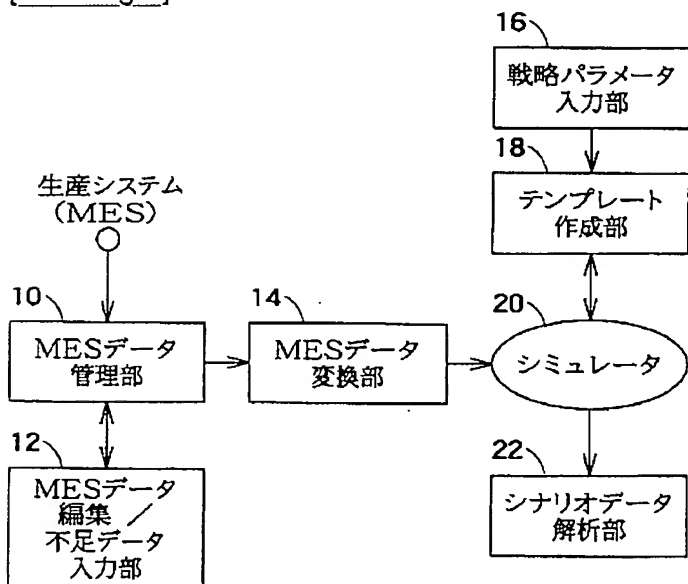 16
戦略パラメータ
入力部
18
テンプレート
作成部
生産システム
(MES)
10
MESデータ
管理部
14
MESデータ
変換部
20
シミュレータ
12
MESデータ
編集／
不足データ
入力部
22
シナリオデータ
解析部